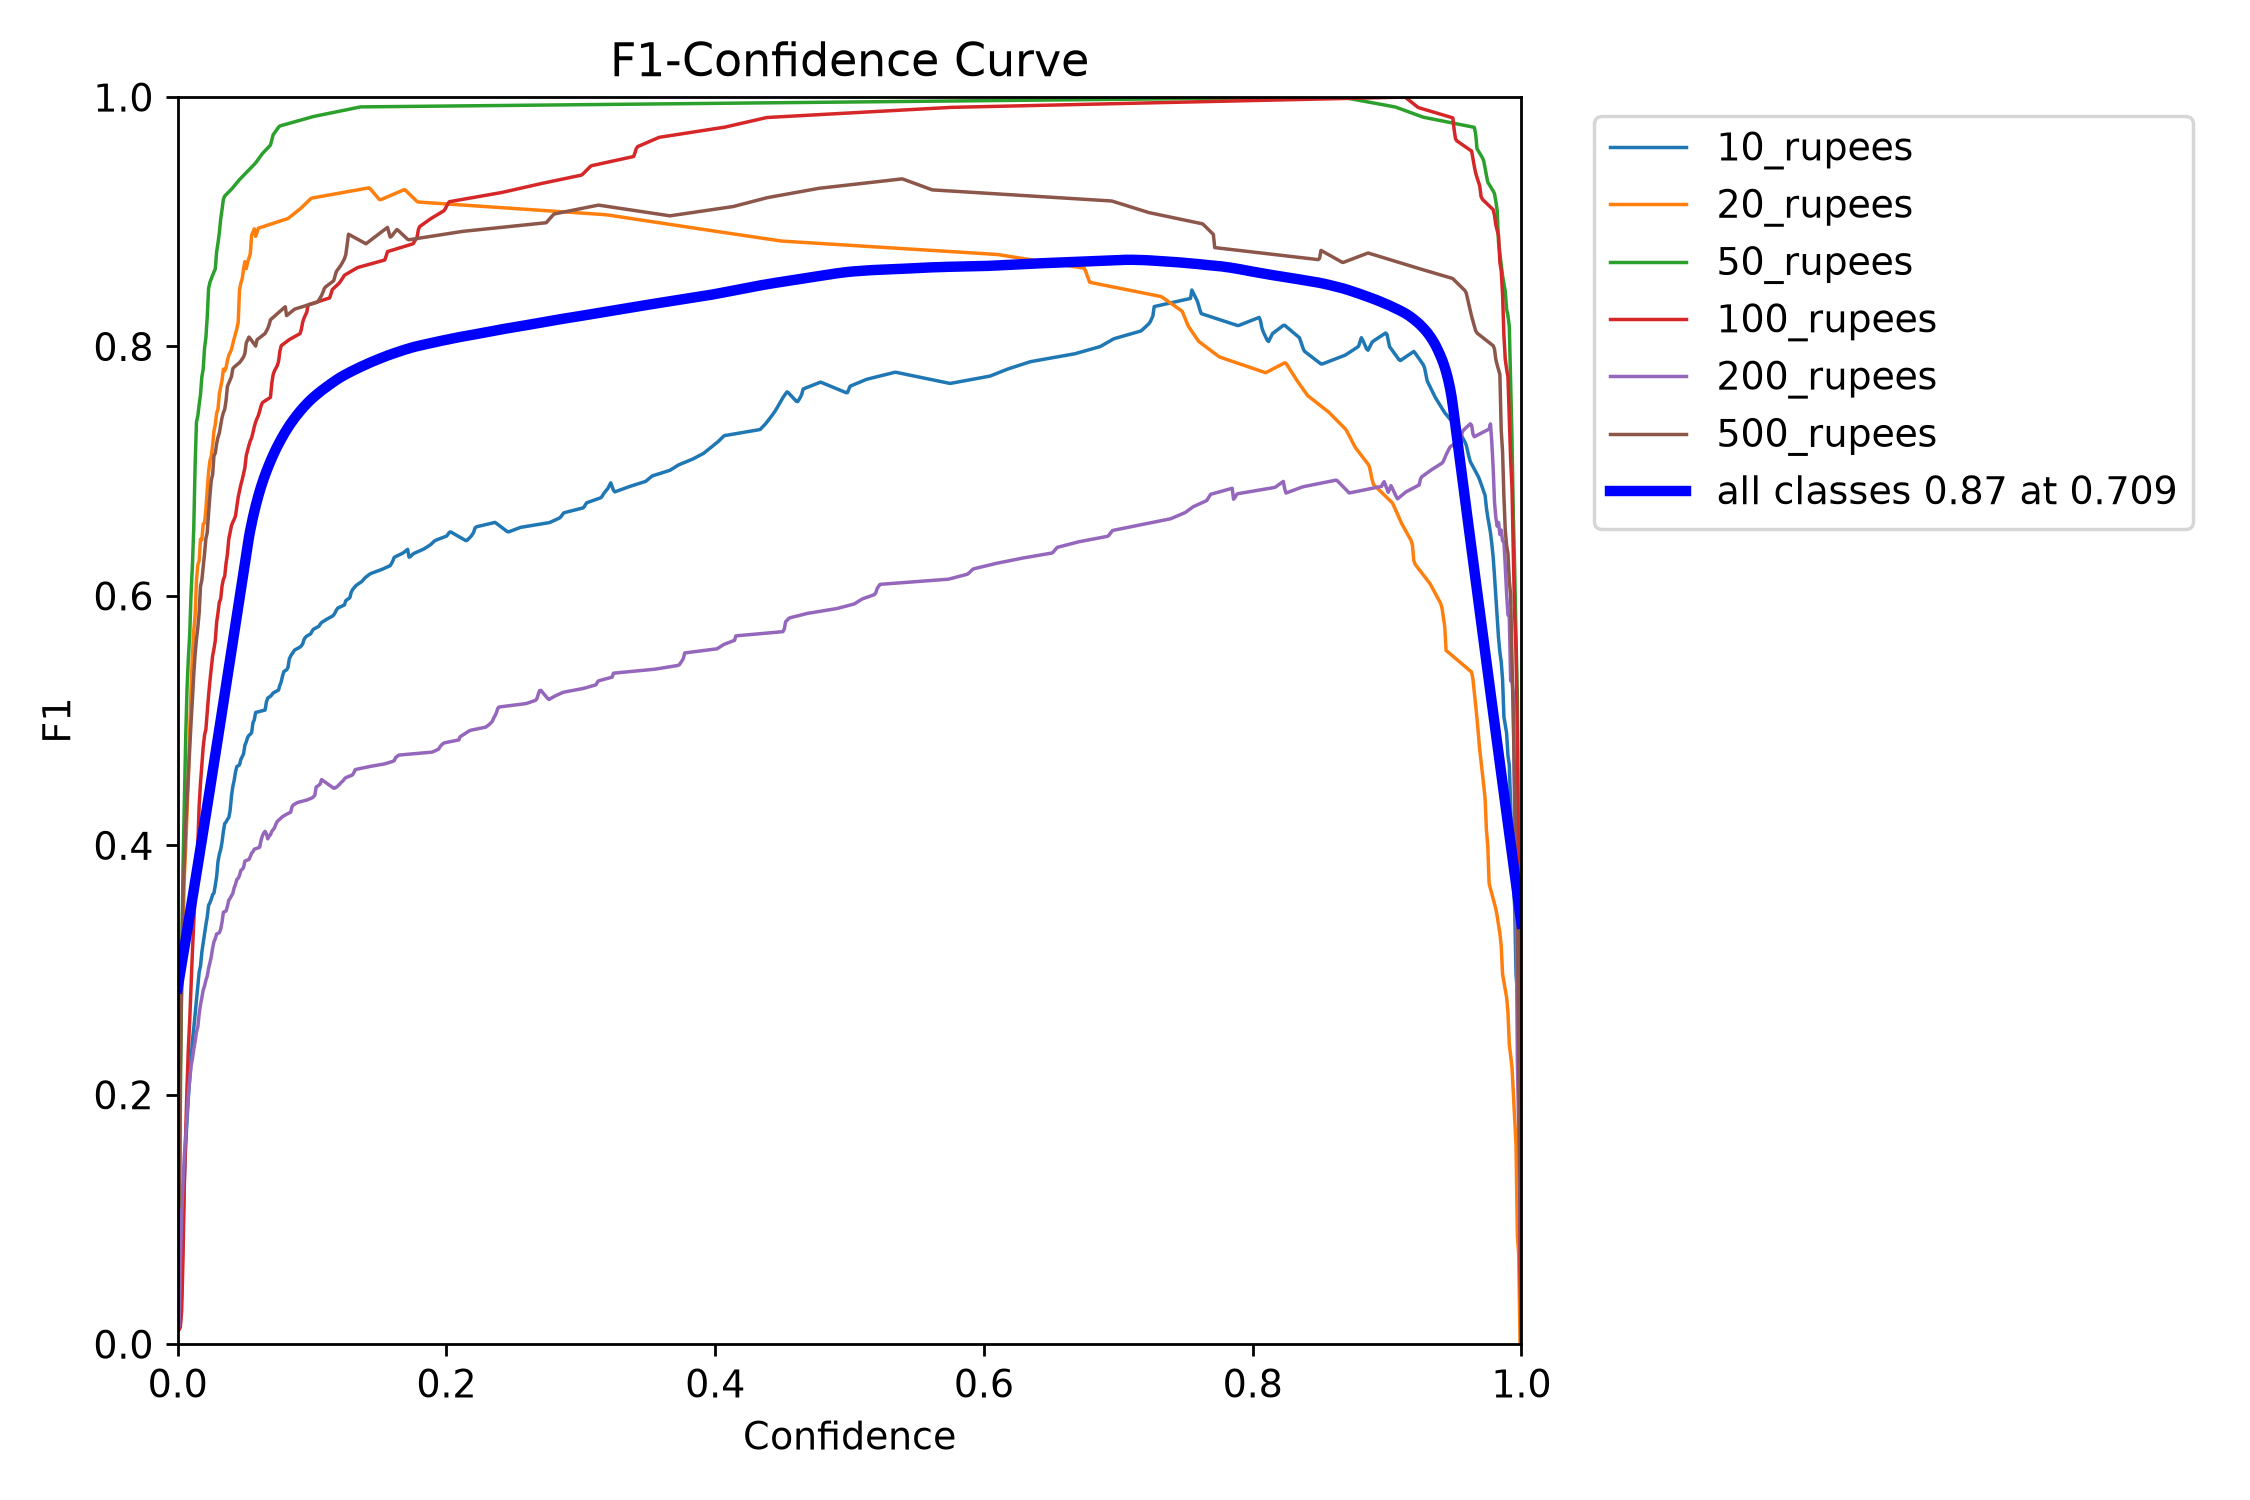 F1-Confidence Curve
1.0
0.8
0.6
0.4
0.2
0.0
F1
0.0 0.2 0.4 0.6 0.8 1.0
Confidence
10_rupees
20_rupees
50_rupees
100_rupees
200_rupees
500_rupees
all classes 0.87 at 0.709